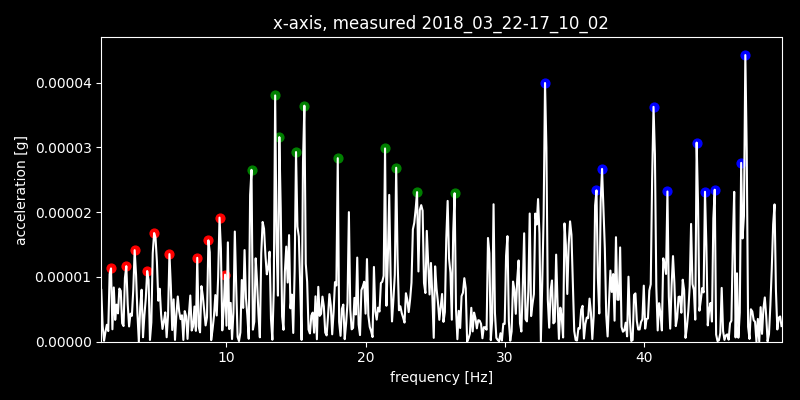 x-axis, measured 2018_03_22-17_10_02
0.00004
0.00003
0.00002
0.00001
0.00000
acceleration [g]
10 20 30 40
frequency [Hz]